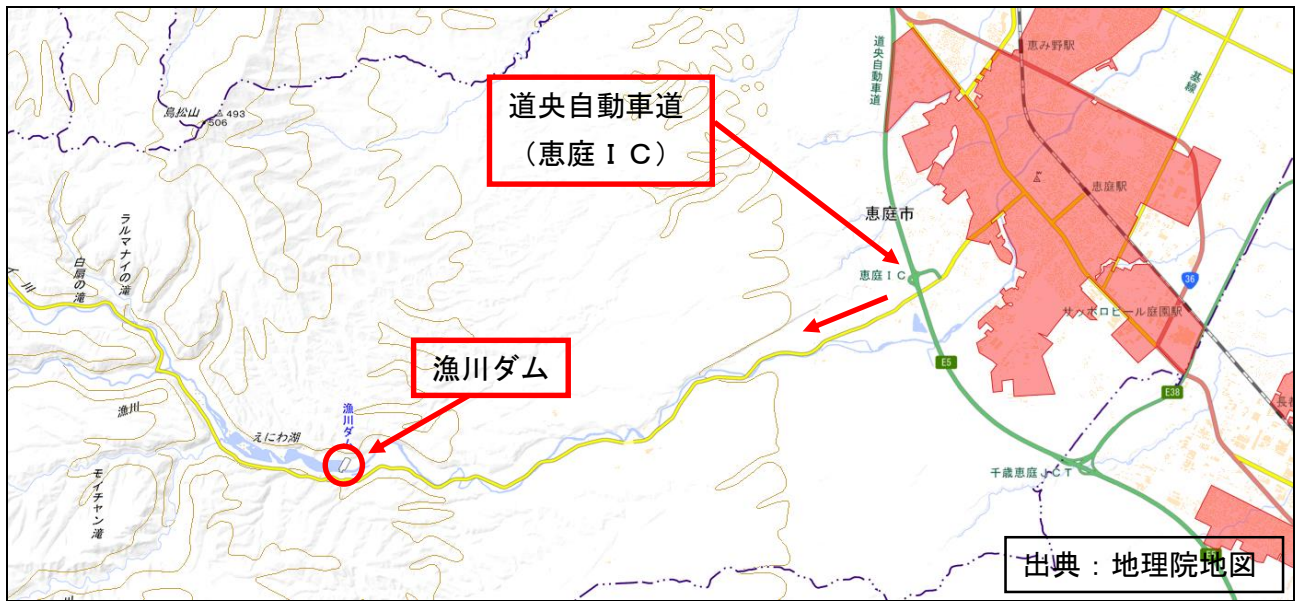 道央自動車道
（恵庭ＩＣ）
漁川ダム
出典：地理院地図
恵み野駅
道央自動車道
基線
烏松山
493
506
恵庭駅
恵庭市
恵庭ＩＣ
36
サッポロビール庭園駅
ラルマナイの滝
白扇の滝
E5
E38
漁川ダム
漁川
えにわ湖
モイチャン滝
千歳恵庭ＪＣＴ
E5
川